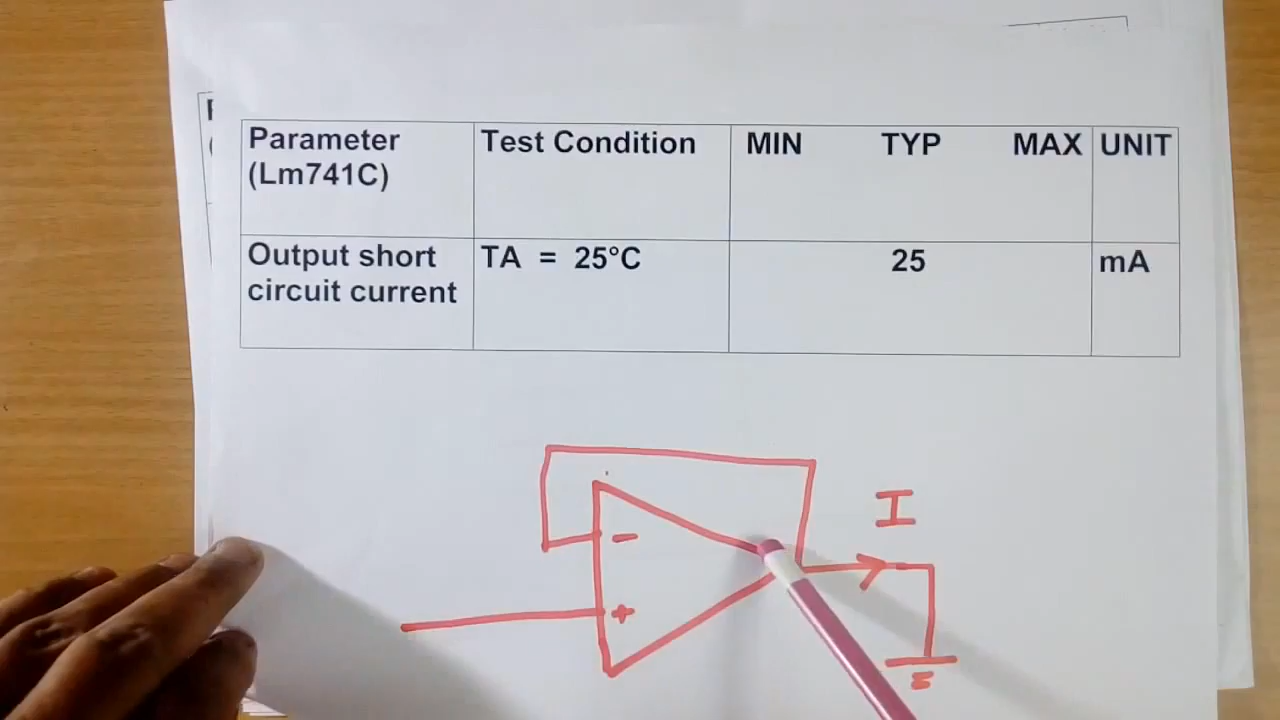 Parameter Test Condition MIN TYP MAX UNIT
(Lm741C)
Output short TA = 25°C 25 mA
circuit current
I
-
+